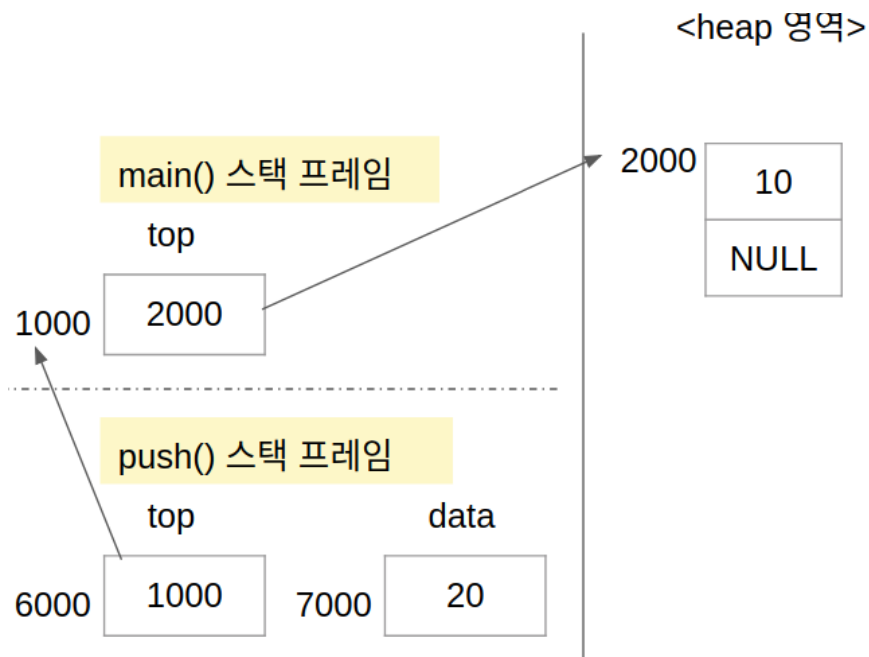 <heap 영역>
main() 스택 프레임
top
1000
2000
2000
10
NULL
push() 스택 프레임
top
data
6000
1000
7000
20